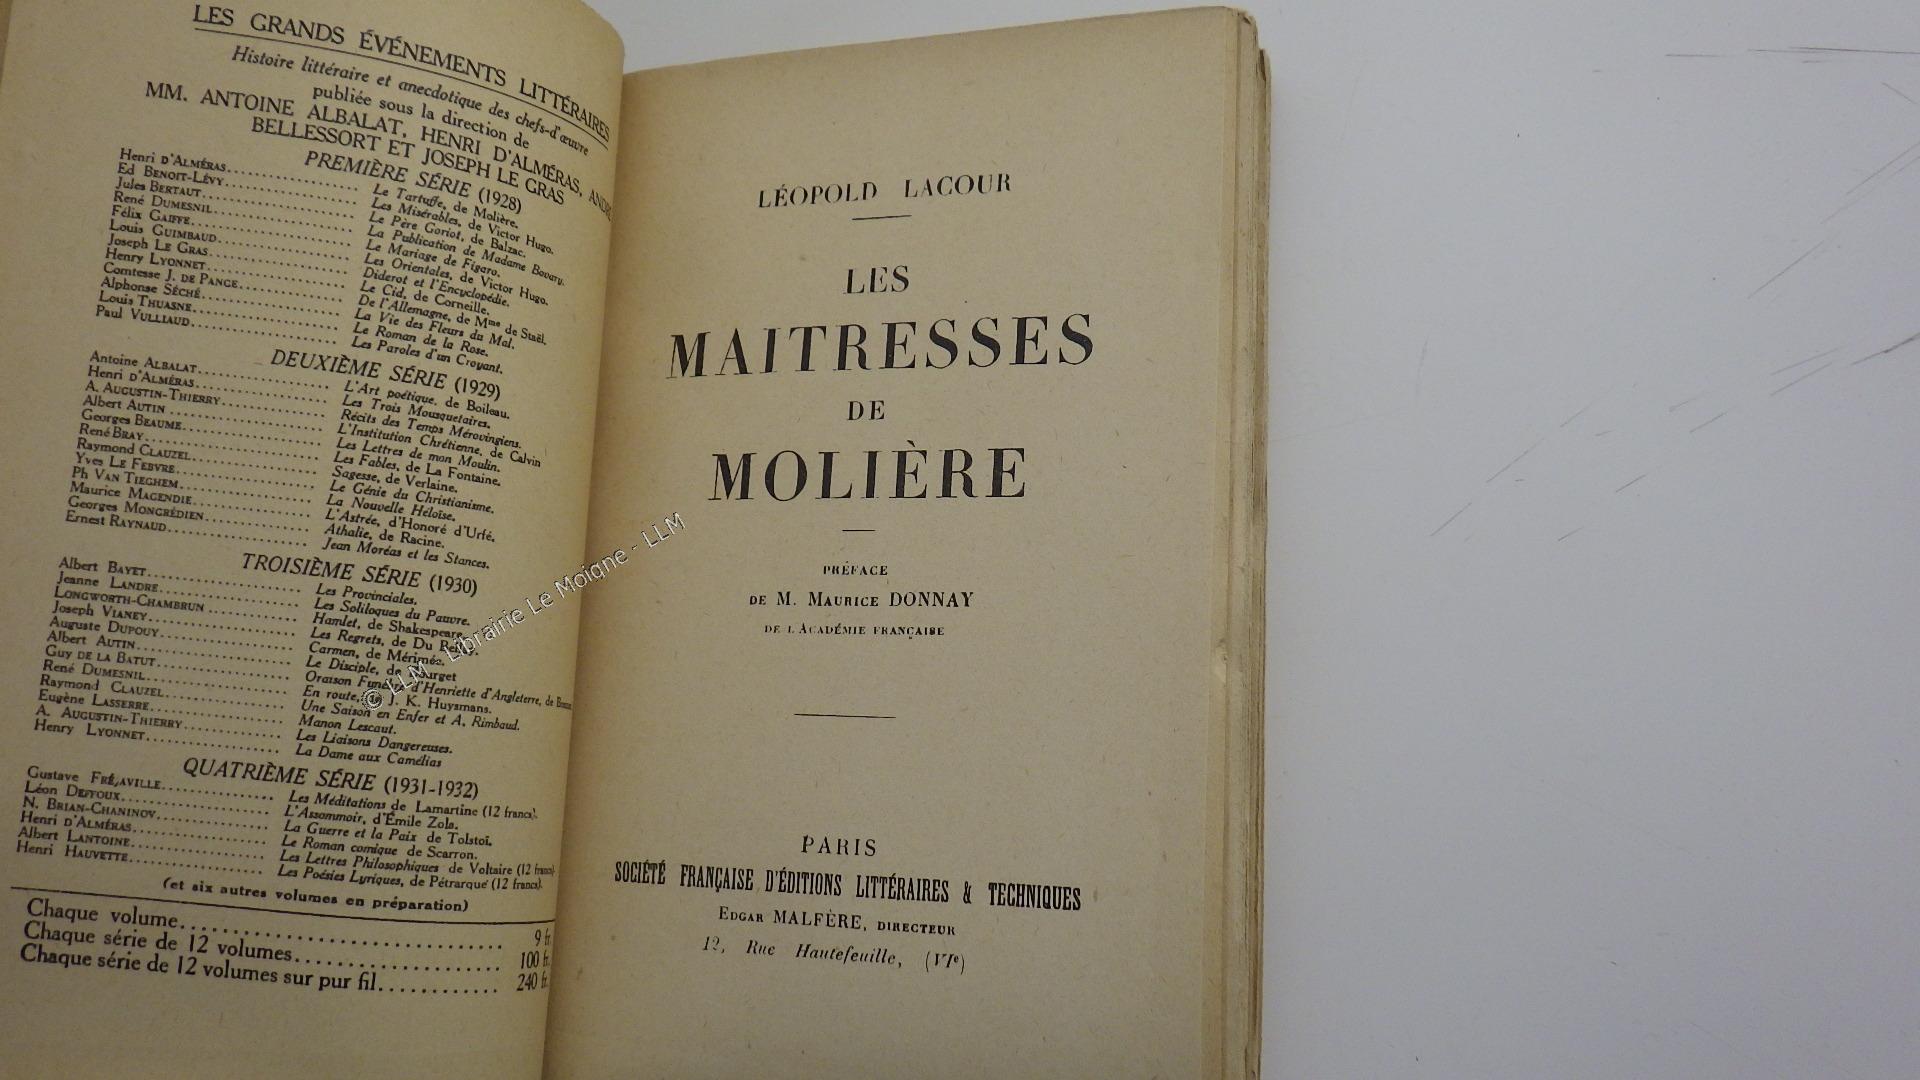 LES GRANDS ÉVÉNEMENTS LITTÉRAIRES
Histoire littéraire et anecdotique des chefs-d'œuvre
publiée sous la direction de
MM. ANTOINE ALBALAT, HENRI D'ALMÉRAS, ANDRÉ
BELLESSORT ET JOSEPH LE GRAS
PREMIÈRE SÉRIE (1928)
Henri D'ALMÉRAS.................. Le Tartuffe, de Molière.
Ed BENOIT-LÉVY.................. Les Misérables, de Victor Hugo.
Jules BERTAUT.................. Le Père Goriot, de Balzac.
René DUMESNIL.................. La Publication de Madame Bovary.
Félix GAIFFE.................. Le Mariage de Figaro.
Louis GUIMBAUD.................. Les Orientales, de Victor Hugo.
Joseph LE GRAS.................. Diderot et l'Encyclopédie.
Henry LYONNET.................. Le Cid, de Corneille.
Comtesse J. DE PANGE.................. De l'Allemagne, de Mme de Staël.
Alphonse SÉCHÉ.................. La Vie des Fleurs du Mal.
Louis THUASNE.................. Le Roman de la Rose.
Paul VULLIAUD.................. Les Paroles d'un Croyant.
DEUXIÈME SÉRIE (1929)
Antoine ALBALAT.................. L'Art poétique, de Boileau.
Henri D'ALMÉRAS.................. Les Trois Mousquetaires.
A. AUGUSTIN-THIERRY.................. Récits des Temps Mérovingiens.
Albert AUTIN.................. L'Institution Chrétienne, de Calvin
Georges BEAUME.................. Les Lettres de mon Moulin.
René BRAY.................. Les Fables, de La Fontaine.
Raymond CLAUZEL.................. Sagesse, de Verlaine.
Yves LE FEBVRE.................. Le Génie du Christianisme.
Ph VAN TIEGHEM.................. La Nouvelle Héloïse.
Maurice MAGENDIE.................. L'Astrée, d'Honoré d'Urfé.
Georges MONGRÉDIEN.................. Athalie, de Racine.
Ernest RAYNAUD.................. Jean Moréas et les Stances.
TROISIÈME SÉRIE (1930)
Albert BAYET.................. Les Provinciales.
Jeanne LANDRE.................. Les Soliloques du Pauvre.
LONGWORTH-CHAMBRUN.................. Hamlet, de Shakespeare.
Joseph VIANEY.................. Les Regrets, de Du
Auguste DUPOUY.................. Carmen, de Mérimée.
Albert AUTIN.................. Le Disciple, de Bourget
Guy DE LA BATUT.................. Oraison Funèbre d'Henriette d'Angleterre, de
René DUMESNIL.................. En route, de J. K. Huysmans.
Raymond CLAUZEL.................. Une Saison en Enfer et A. Rimbaud.
Eugène LASSERRE.................. Manon Lescaut.
A. AUGUSTIN-THIERRY.................. Les Liaisons Dangereuses.
Henry LYONNET.................. La Dame aux Camélias
QUATRIÈME SÉRIE (1931-1932)
Gustave FRÉJAVILLE.................. Les Méditations de Lamartine (12 francs).
Léon DEFFOUX.................. L'Assommoir, d'Émile Zola.
N. BRIAN-CHANINOV.................. La Guerre et la Paix de Tolstoï.
Henri D'ALMÉRAS.................. Le Roman comique de Scarron.
Albert LANTOINE.................. Les Lettres Philosophiques de Voltaire (12 francs).
Henri HAUVETTE.................. Les Poésies Lyriques, de Pétrarque (12 francs).
(et six autres volumes en préparation)
Chaque volume.................. 9 fr.
Chaque série de 12 volumes.................. 100 fr.
Chaque série de 12 volumes sur pur fil.................. 240 fr.
© LLM - Librairie Le Moigne - LLM
LÉOPOLD LACOUR
LES
MAITRESSES
DE
MOLIÈRE
PRÉFACE
DE M. MAURICE DONNAY
DE L'ACADÉMIE FRANÇAISE
PARIS
SOCIÉTÉ FRANÇAISE D'ÉDITIONS LITTÉRAIRES & TECHNIQUES
EDGAR MALFÈRE, DIRECTEUR
12, Rue Hautefeuille, (VIe)